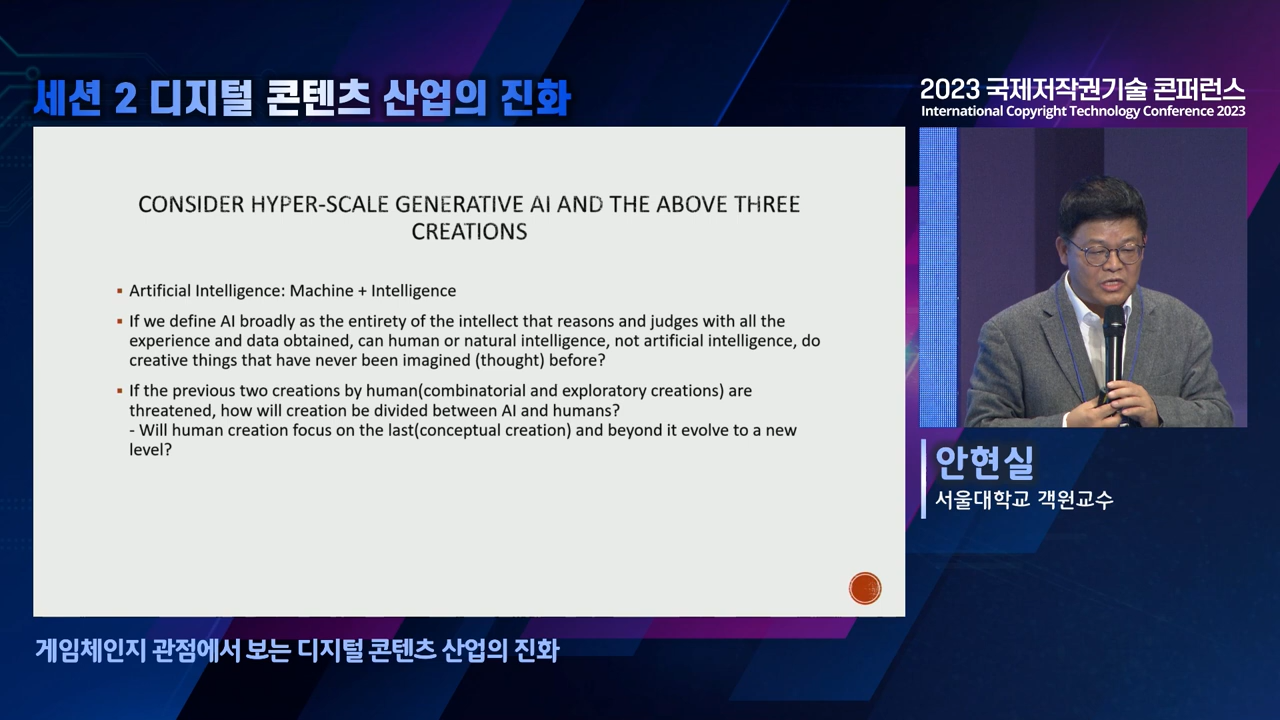 세션 2 디지털 콘텐츠 산업의 진화
2023 국제저작권기술 콘퍼런스
International Copyright Technology Conference 2023
CONSIDER HYPER-SCALE GENERATIVE AI AND THE ABOVE THREE
CREATIONS
▪ Artificial Intelligence: Machine + Intelligence
▪ If we define AI broadly as the entirety of the intellect that reasons and judges with all the
experience and data obtained, can human or natural intelligence, not artificial intelligence, do
creative things that have never been imagined (thought) before?
▪ If the previous two creations by human(combinatorial and exploratory creations) are
threatened, how will creation be divided between AI and humans?
- Will human creation focus on the last(conceptual creation) and beyond it evolve to a new
level?
안현실
서울대학교 객원교수
게임체인지 관점에서 보는 디지털 콘텐츠 산업의 진화